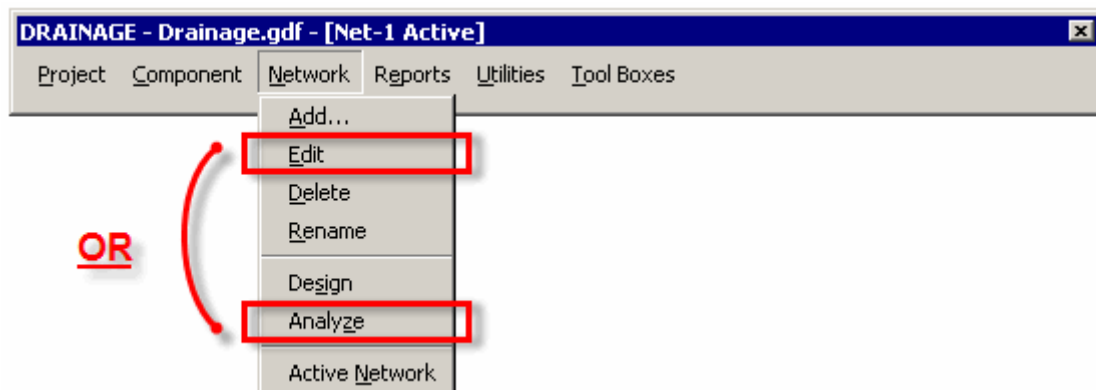 DRAINAGE - Drainage.gdf - [Net-1 Active]
Project Component Network Reports Utilities Tool Boxes
Add...
Edit
Delete
Rename
OR
Design
Analyze
Active Network